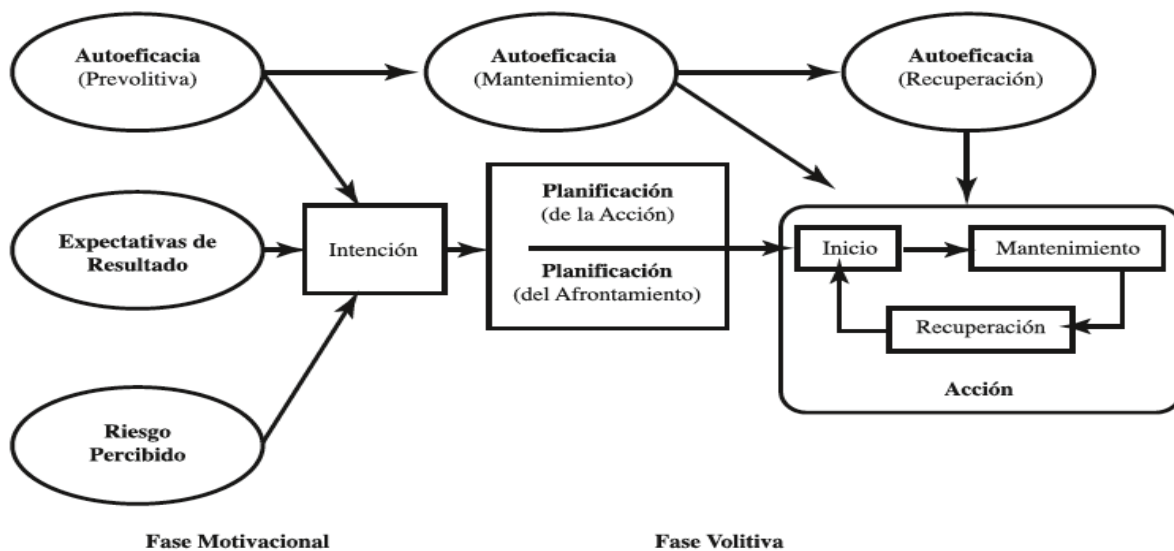 Autoeficacia
(Prevolitiva)
Autoeficacia
(Mantenimiento)
Autoeficacia
(Recuperación)
Expectativas de
Resultado
Intención
Planificación
(de la Acción)
Planificación
(del Afrontamiento)
Inicio
Mantenimiento
Recuperación
Acción
Riesgo
Percibido
Fase Motivacional
Fase Volitiva